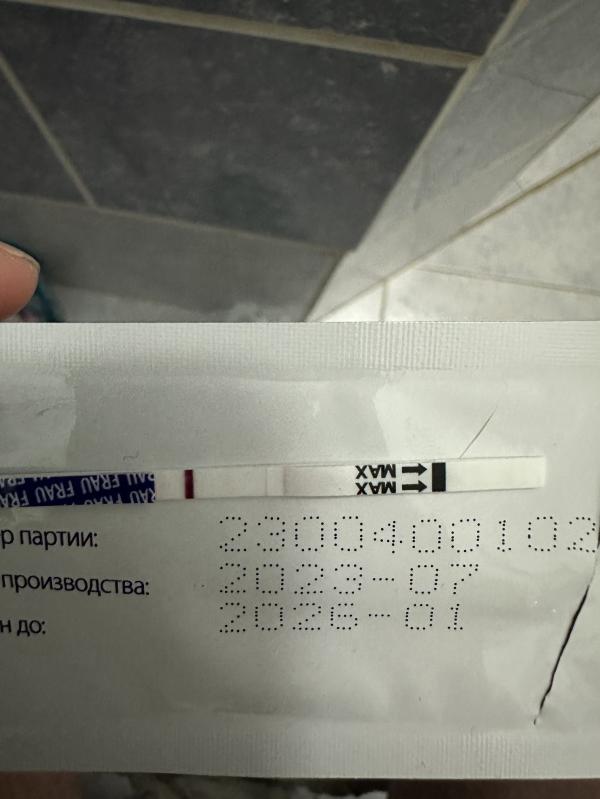 FRAU FRAU FRAU
MAX
MAX
р партии: 2300400102
производства: 2023-07
н до: 2026-01